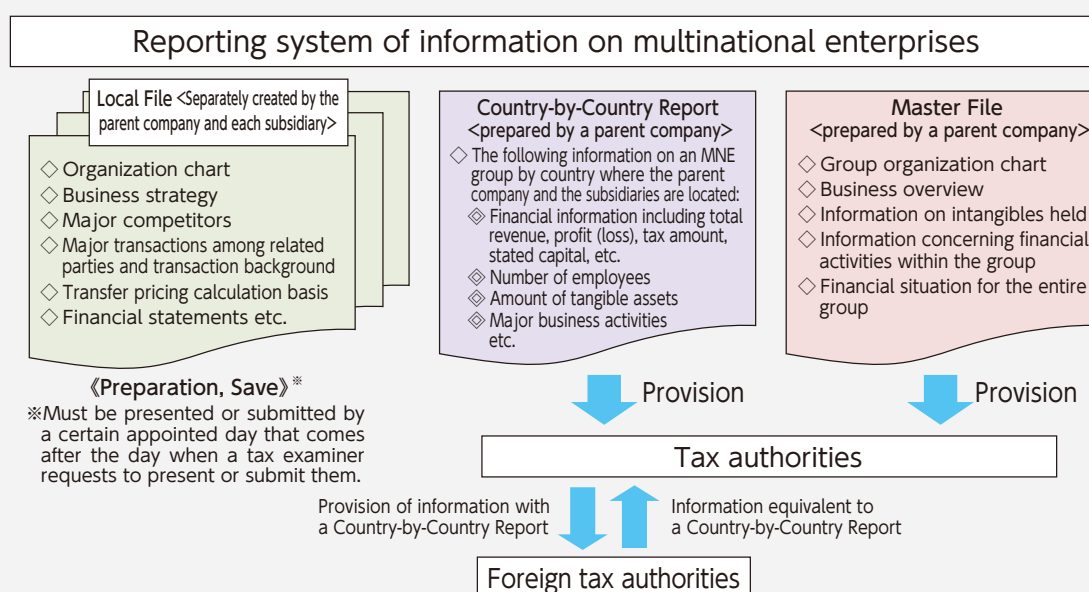 Reporting system of information on multinational enterprises
Local File <Separately created by the
parent company and each subsidiary>
◇ Organization chart
◇ Business strategy
◇ Major competitors
◇ Major transactions among related
parties and transaction background
◇ Transfer pricing calculation basis
◇ Financial statements etc.
《Preparation, Save》※
※Must be presented or submitted by
a certain appointed day that comes
after the day when a tax examiner
requests to present or submit them.
Country-by-Country Report
<prepared by a parent company>
◇ The following information on an MNE
group by country where the parent
company and the subsidiaries are located:
◈ Financial information including total
revenue, profit (loss), tax amount,
stated capital, etc.
◈ Number of employees
◈ Amount of tangible assets
◈ Major business activities
etc.
Master File
<prepared by a parent company>
◇ Group organization chart
◇ Business overview
◇ Information on intangibles held
◇ Information concerning financial
activities within the group
◇ Financial situation for the entire
group
Provision
Provision
Tax authorities
Provision of information with
a Country-by-Country Report
Information equivalent to
a Country-by-Country Report
Foreign tax authorities